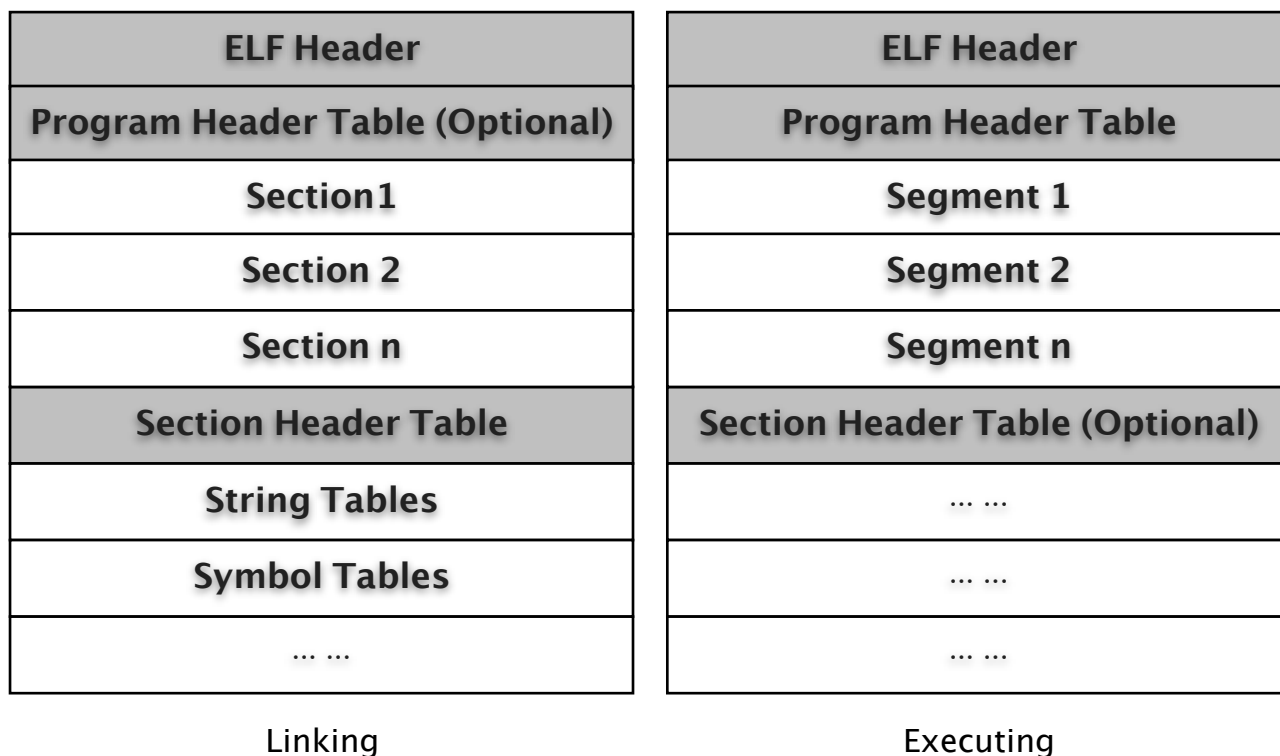 ELF Header
Program Header Table (Optional)
Section1
Section 2
Section n
Section Header Table
String Tables
Symbol Tables
... ...
Linking
ELF Header
Program Header Table
Segment 1
Segment 2
Segment n
Section Header Table (Optional)
... ...
... ...
... ...
Executing